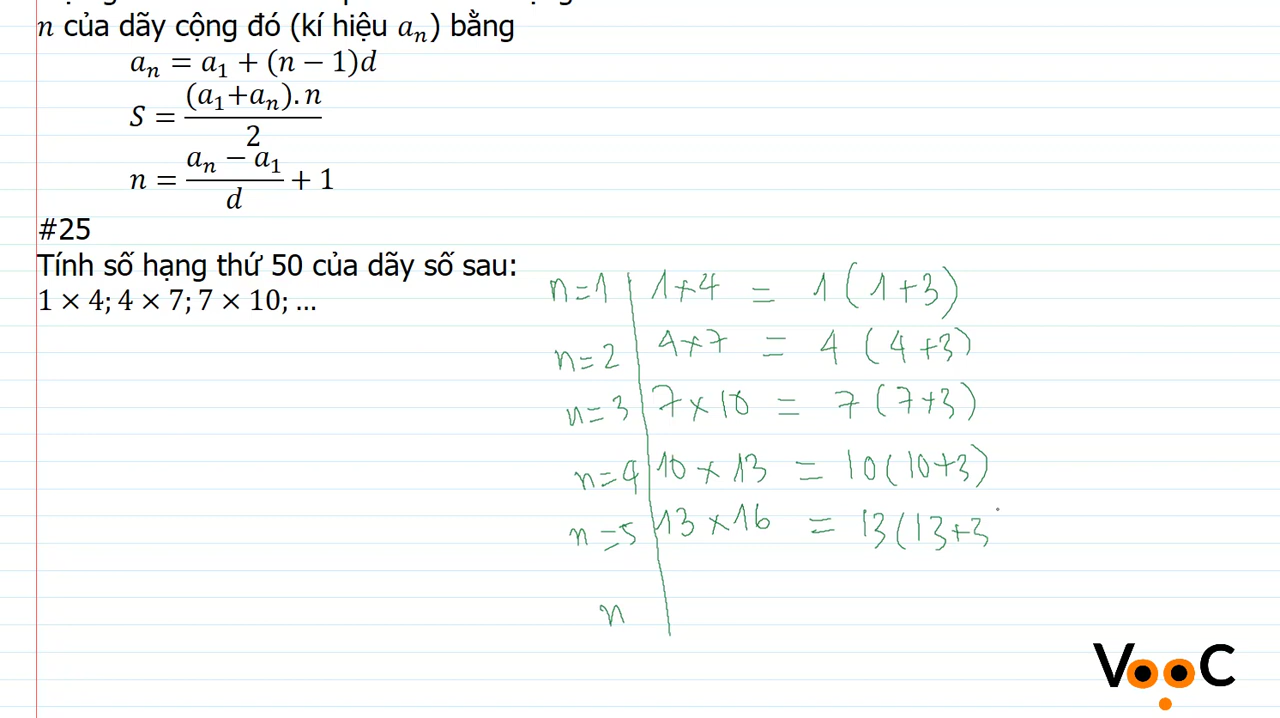 n của dãy cộng đó (kí hiệu aₙ) bằng
aₙ = a₁ + (n − 1)d
S = (a₁+aₙ).n / 2
n = (aₙ − a₁) / d + 1
#25
Tính số hạng thứ 50 của dãy số sau:
1 × 4; 4 × 7; 7 × 10; ...
n=1 | 1×4 = 1(1+3)
n=2 | 4×7 = 4(4+3)
n=3 | 7×10 = 7(7+3)
n=4 | 10×13 = 10(10+3)
n=5 | 13×16 = 13(13+3
n
VooC